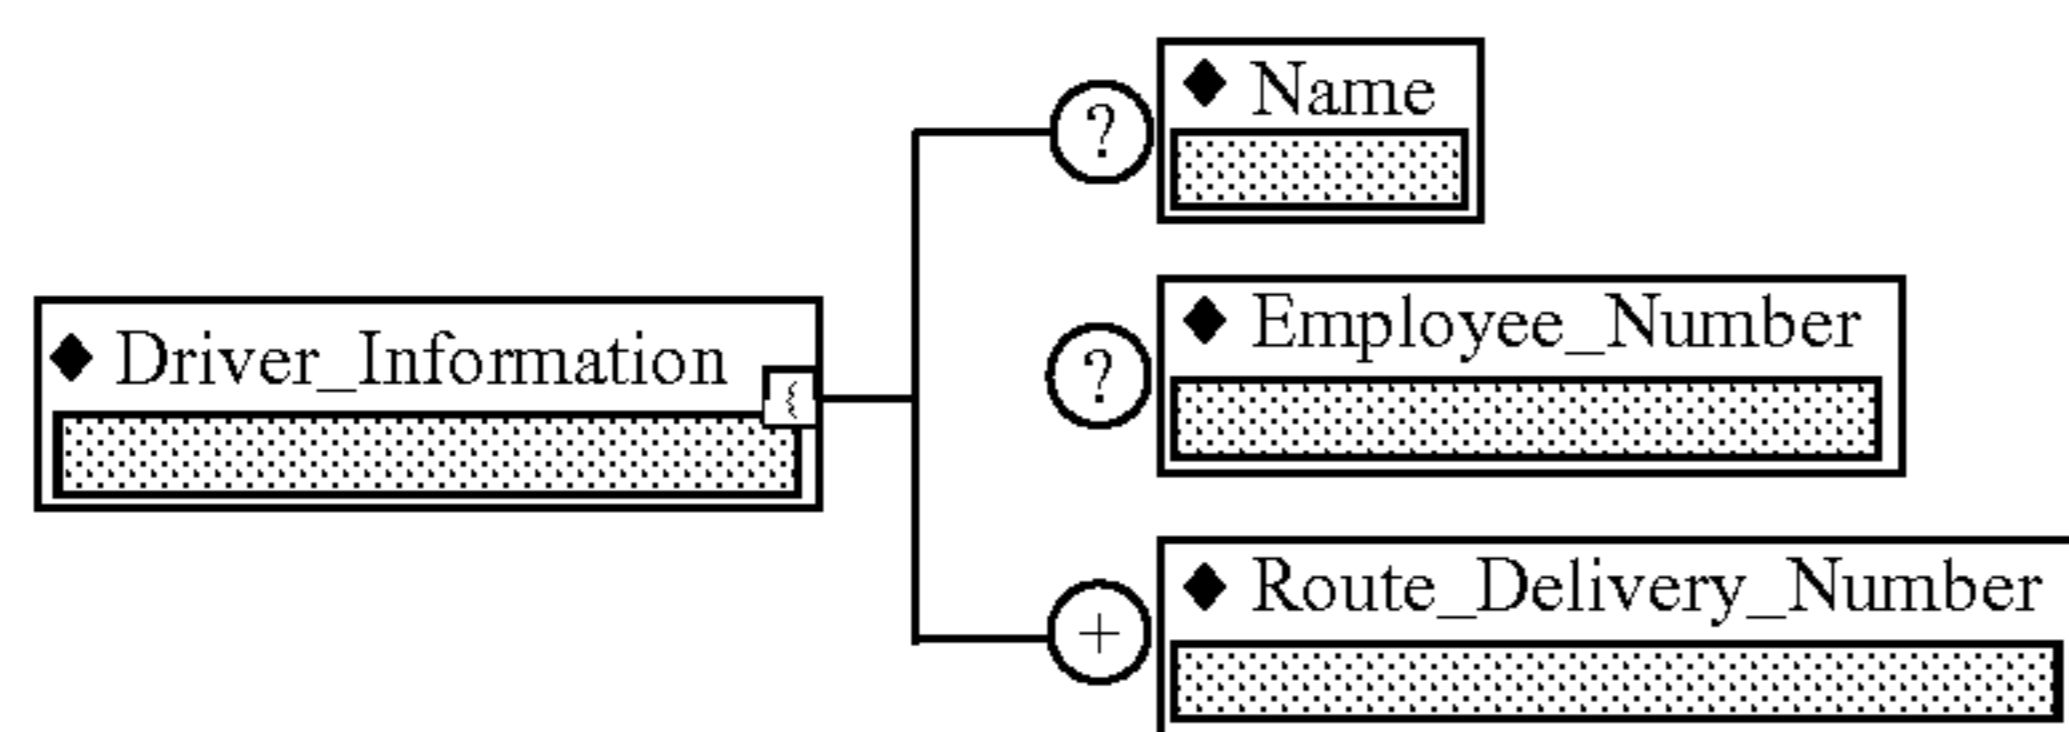 ? Name
? Employee_Number
Driver_Information {
+ Route_Delivery_Number